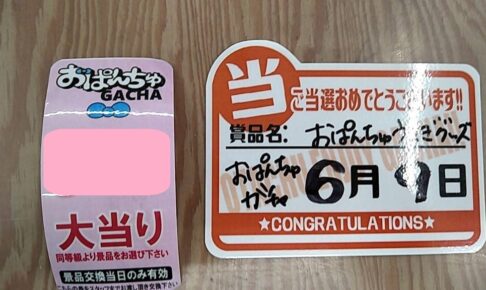 おぱんちゅ
GACHA
大当り
同等級より景品をお選び下さい
景品交換当日のみ有効
当
ご当選おめでとうございます!!
賞品名: おぱんちゅうさぎグッズ
おぱんちゅ
ガチャ
6月9日
★CONGRATULATIONS★